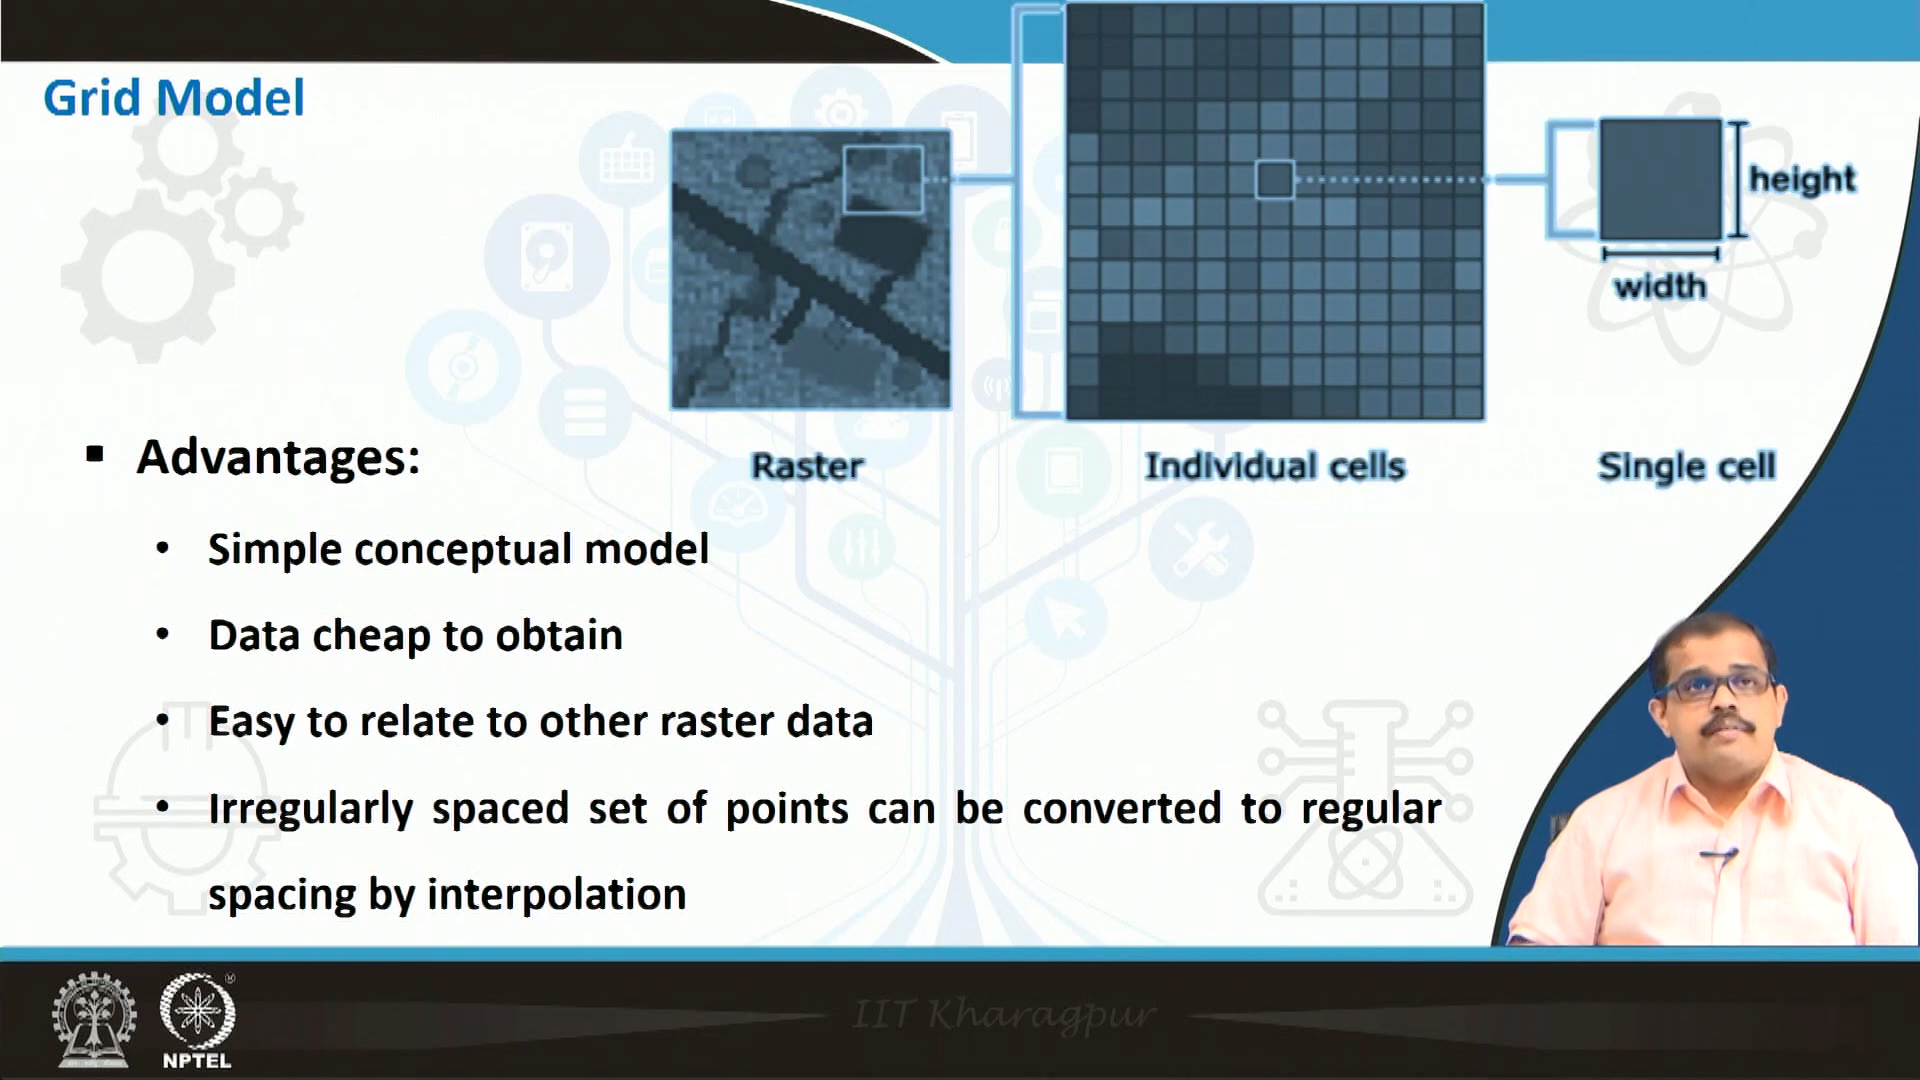 Grid Model
height
width
Raster
Individual cells
Single cell
▪ Advantages:
• Simple conceptual model
• Data cheap to obtain
• Easy to relate to other raster data
• Irregularly spaced set of points can be converted to regular
spacing by interpolation
IIT Kharagpur
NPTEL